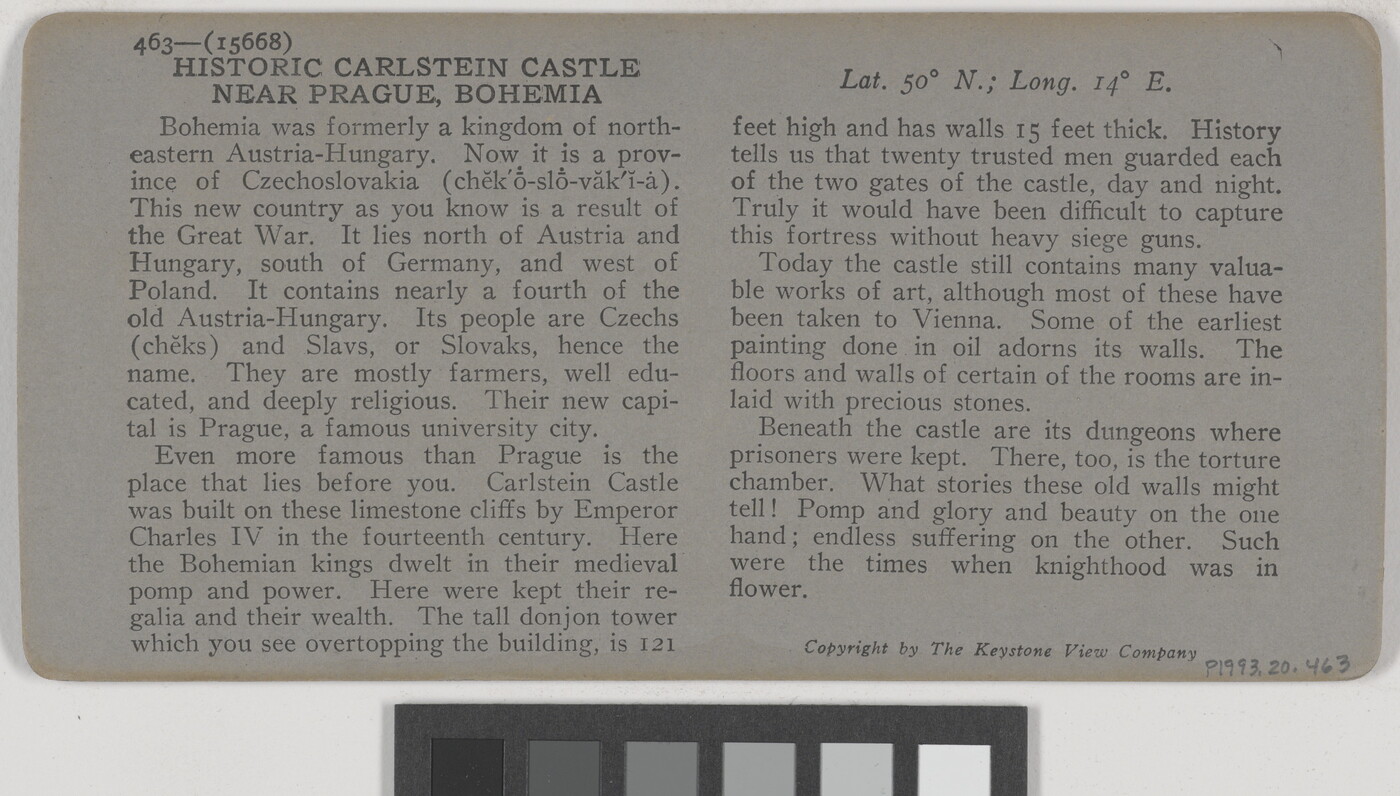 463—(15668)
HISTORIC CARLSTEIN CASTLE
NEAR PRAGUE, BOHEMIA
Bohemia was formerly a kingdom of north-
eastern Austria-Hungary. Now it is a prov-
ince of Czechoslovakia (chĕk´ȯ-slȯ-văk´ĭ-ȧ).
This new country as you know is a result of
the Great War. It lies north of Austria and
Hungary, south of Germany, and west of
Poland. It contains nearly a fourth of the
old Austria-Hungary. Its people are Czechs
(chĕks) and Slavs, or Slovaks, hence the
name. They are mostly farmers, well edu-
cated, and deeply religious. Their new capi-
tal is Prague, a famous university city.
Even more famous than Prague is the
place that lies before you. Carlstein Castle
was built on these limestone cliffs by Emperor
Charles IV in the fourteenth century. Here
the Bohemian kings dwelt in their medieval
pomp and power. Here were kept their re-
galia and their wealth. The tall donjon tower
which you see overtopping the building, is 121
Lat. 50° N.; Long. 14° E.
feet high and has walls 15 feet thick. History
tells us that twenty trusted men guarded each
of the two gates of the castle, day and night.
Truly it would have been difficult to capture
this fortress without heavy siege guns.
Today the castle still contains many valua-
ble works of art, although most of these have
been taken to Vienna. Some of the earliest
painting done in oil adorns its walls. The
floors and walls of certain of the rooms are in-
laid with precious stones.
Beneath the castle are its dungeons where
prisoners were kept. There, too, is the torture
chamber. What stories these old walls might
tell! Pomp and glory and beauty on the one
hand; endless suffering on the other. Such
were the times when knighthood was in
flower.
Copyright by The Keystone View Company
P1993.20.463